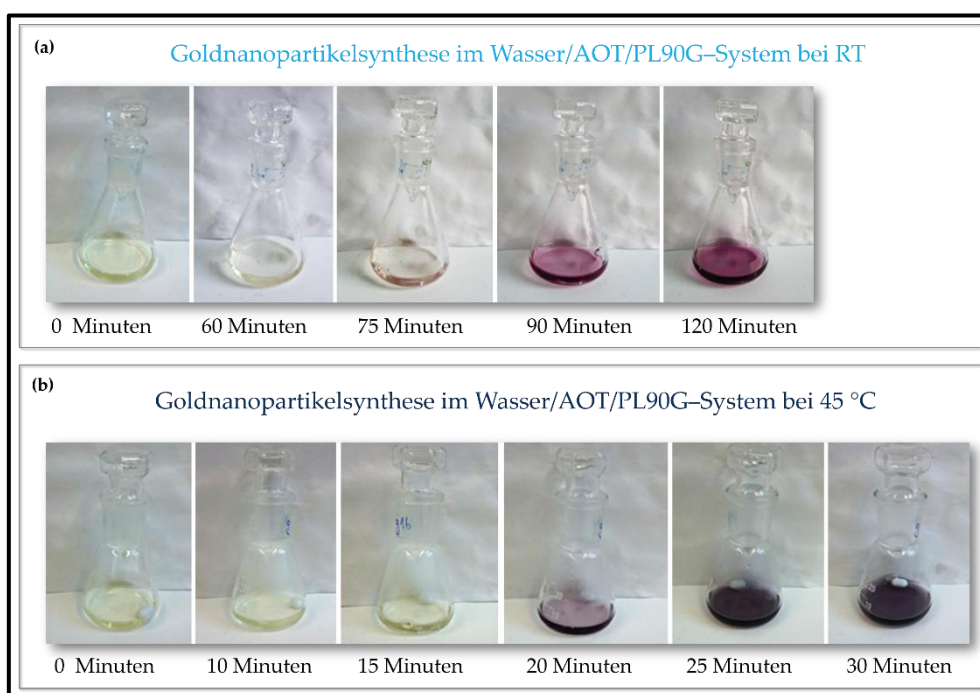 (a)
Goldnanopartikelsynthese im Wasser/AOT/PL90G–System bei RT
0 Minuten 60 Minuten 75 Minuten 90 Minuten 120 Minuten
(b)
Goldnanopartikelsynthese im Wasser/AOT/PL90G–System bei 45 °C
0 Minuten 10 Minuten 15 Minuten 20 Minuten 25 Minuten 30 Minuten